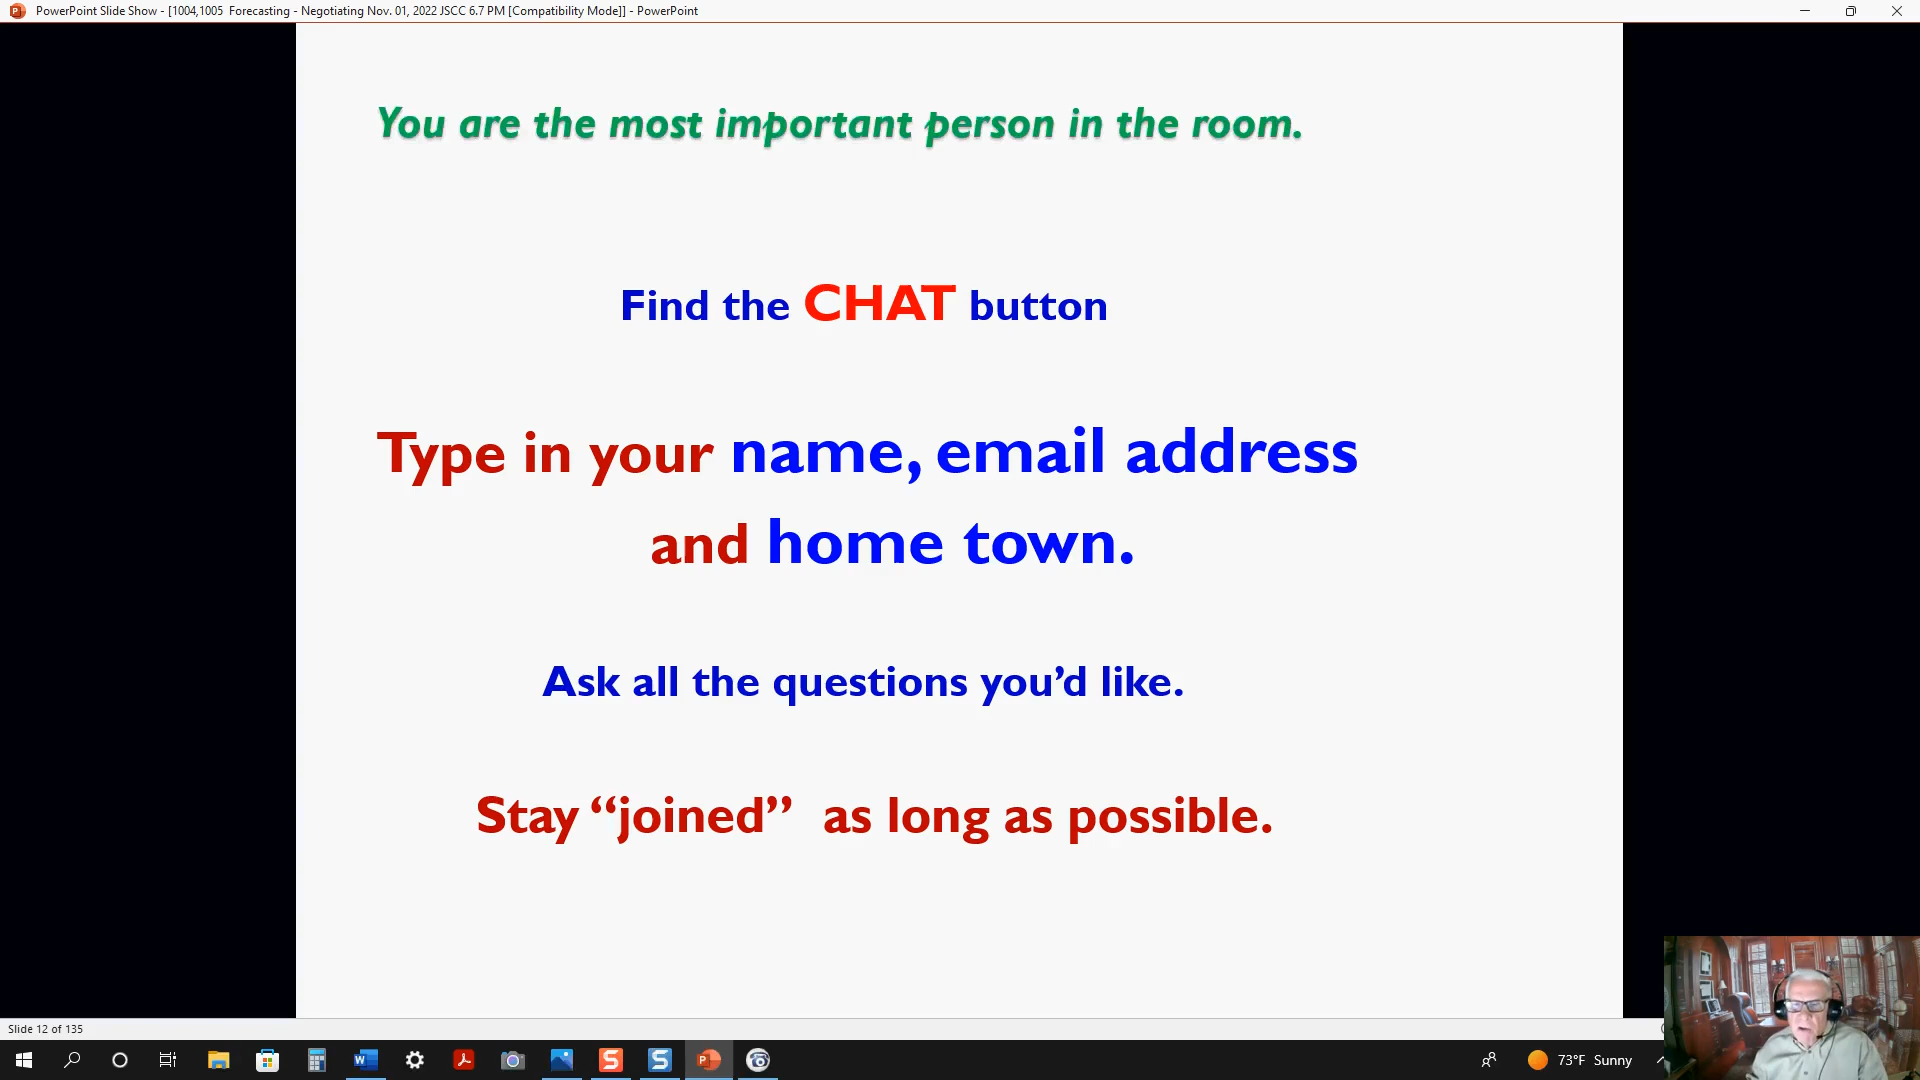 PowerPoint Slide Show - [1004,1005  Forecasting - Negotiating Nov. 01, 2022 JSCC 6.7 PM [Compatibility Mode]] - PowerPoint
You are the most important person in the room.
Find the CHAT button
Type in your name, email address
and home town.
Ask all the questions you’d like.
Stay “joined”  as long as possible.
Slide 12 of 135
73°F Sunny